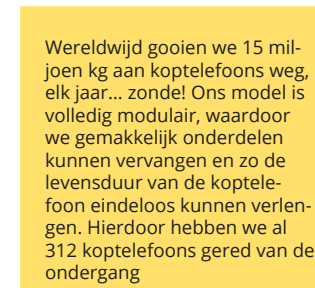 Wereldwijd gooien we 15 mil-
joen kg aan koptelefoons weg,
elk jaar... zonde! Ons model is
volledig modulair, waardoor
we gemakkelijk onderdelen
kunnen vervangen en zo de
levensduur van de koptele-
foon eindeloos kunnen verlen-
gen. Hierdoor hebben we al
312 koptelefoons gered van de
ondergang